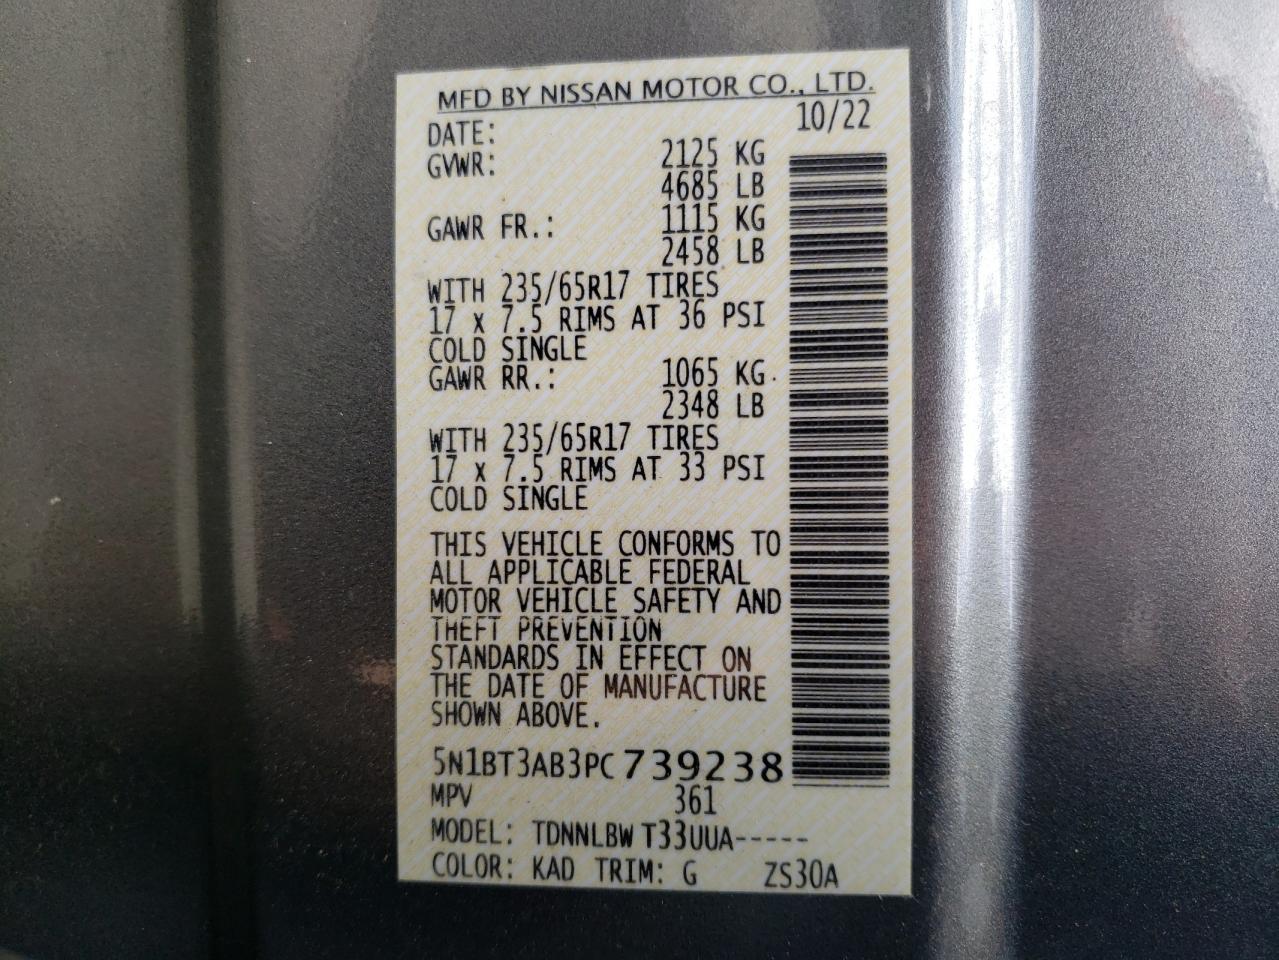 MFD BY NISSAN MOTOR CO., LTD.
DATE: 10/22
GVWR: 2125 KG
4685 LB
GAWR FR.: 1115 KG
2458 LB
WITH 235/65R17 TIRES
17 x 7.5 RIMS AT 36 PSI
COLD SINGLE
GAWR RR.: 1065 KG
2348 LB
WITH 235/65R17 TIRES
17 x 7.5 RIMS AT 33 PSI
COLD SINGLE
THIS VEHICLE CONFORMS TO
ALL APPLICABLE FEDERAL
MOTOR VEHICLE SAFETY AND
THEFT PREVENTION
STANDARDS IN EFFECT ON
THE DATE OF MANUFACTURE
SHOWN ABOVE.
5N1BT3AB3PC739238
MPV 361
MODEL: TDNNLBW T33UUA-----
COLOR: KAD TRIM: G ZS30A